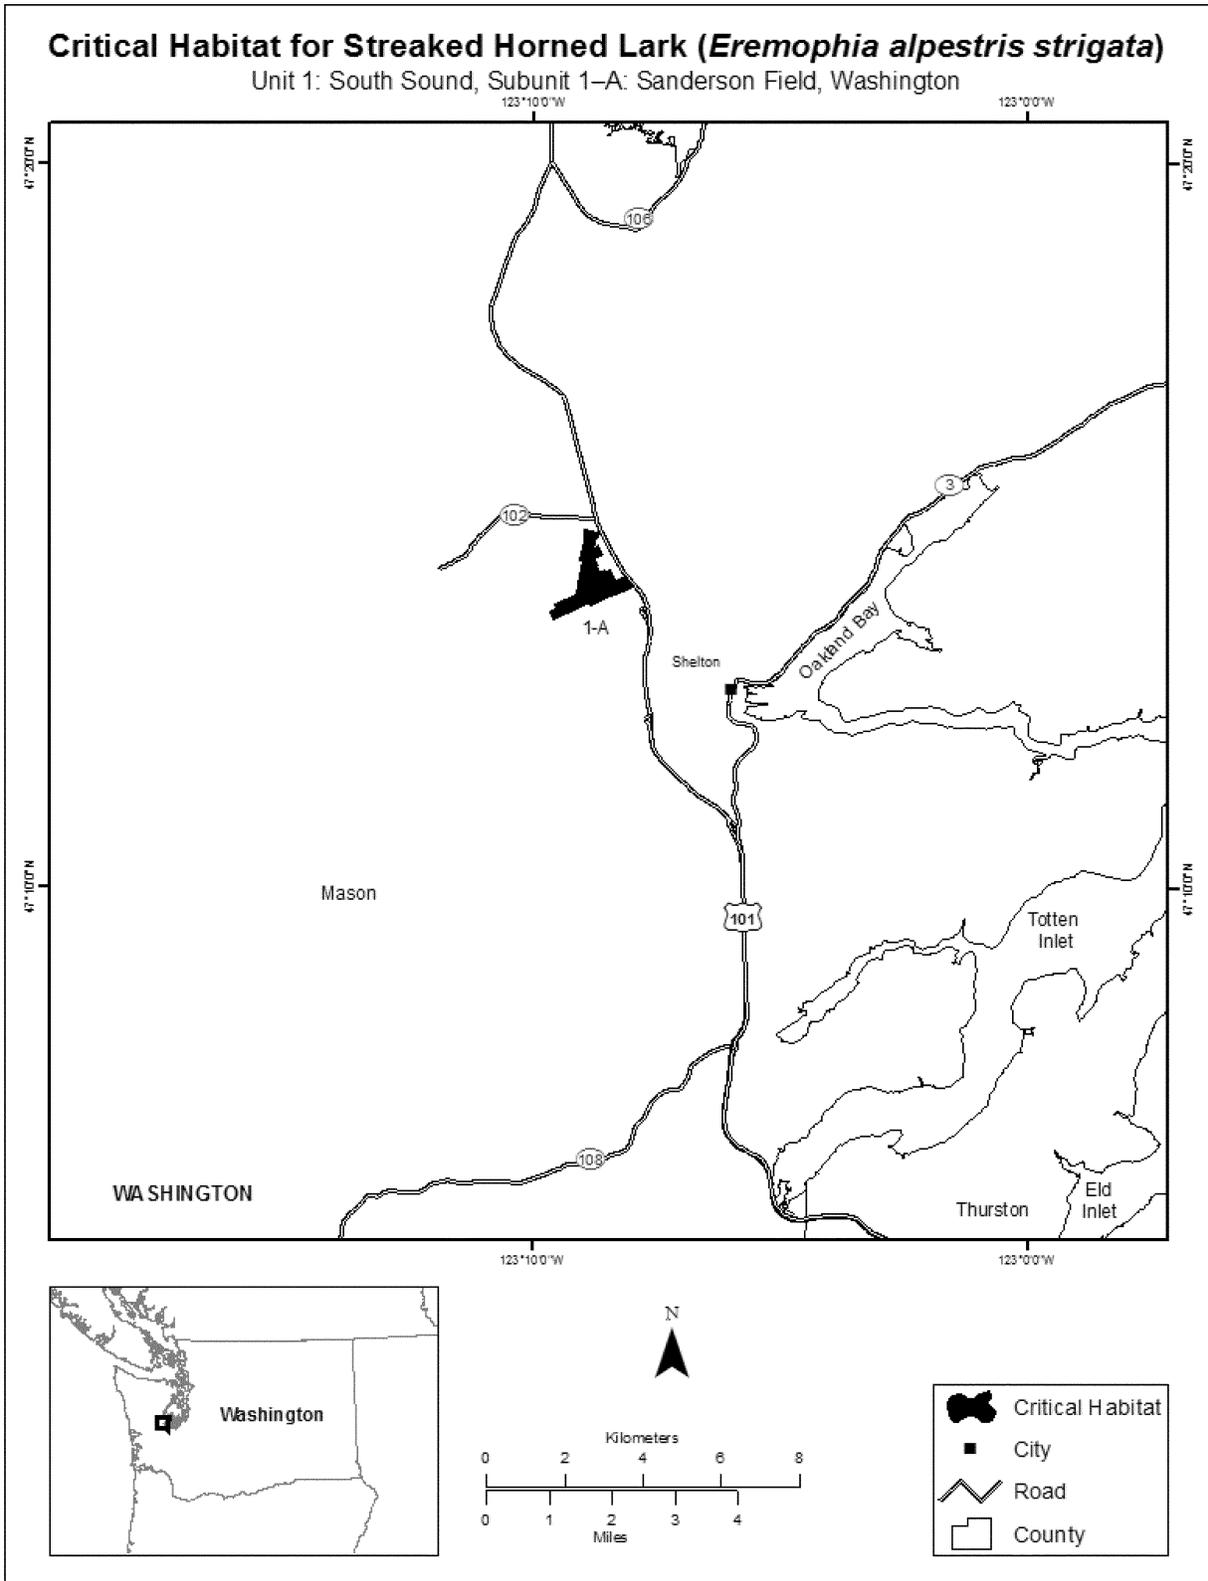 Critical Habitat for Streaked Horned Lark (Eremophia alpestris strigata)
Unit 1: South Sound, Subunit 1–A: Sanderson Field, Washington
123°10'0"W
123°0'0"W
47°20'0"N
47°20'0"N
106
3
102
1-A
Oakland Bay
Shelton
47°10'0"N
47°10'0"N
Mason
101
Totten
Inlet
108
WASHINGTON
Thurston
Eld
Inlet
123°10'0"W
123°0'0"W
Washington
N
Kilometers
0 2 4 6 8
0 1 2 3 4
Miles
Critical Habitat
City
Road
County